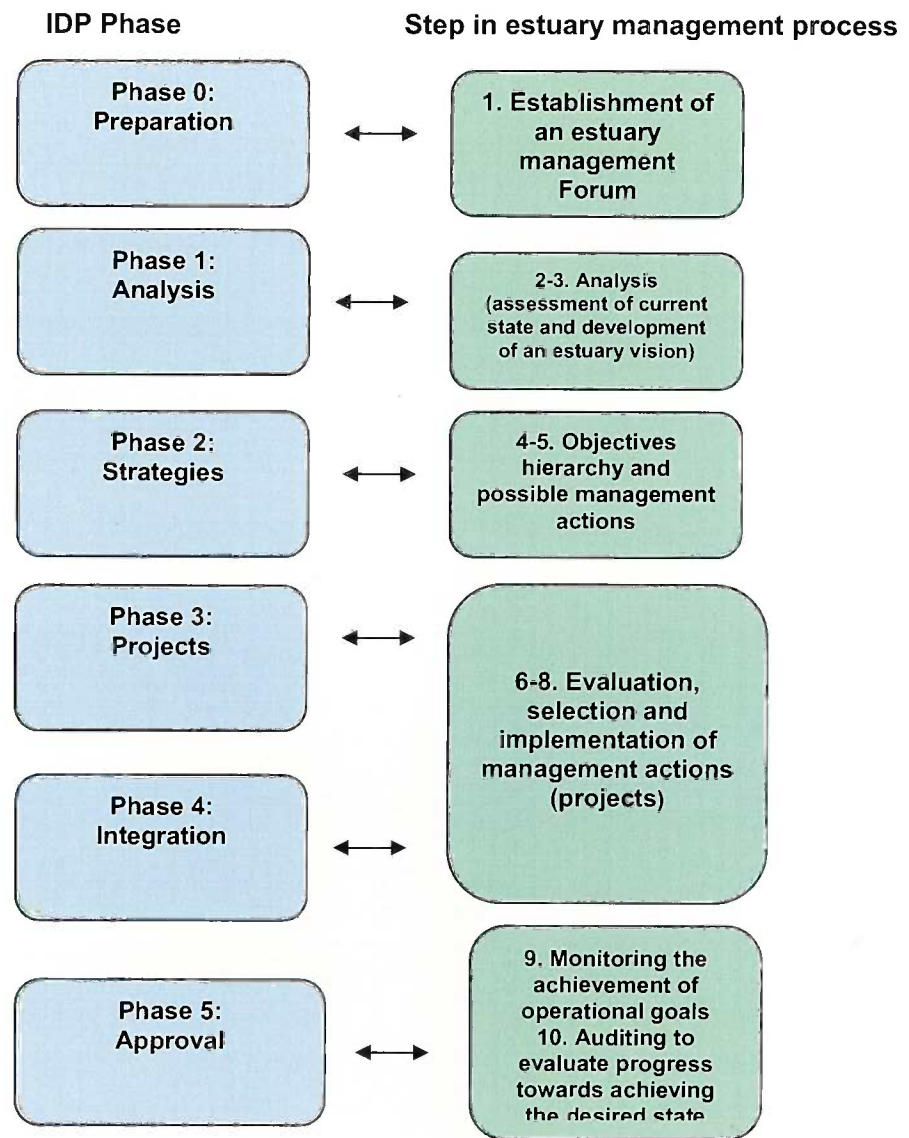 IDP Phase
Step in estuary management process
Phase 0:
Preparation
1. Establishment of
an estuary
management
Forum
Phase 1:
Analysis
2-3. Analysis
(assessment of current
state and development
of an estuary vision)
Phase 2:
Strategies
4-5. Objectives
hierarchy and
possible management
actions
Phase 3:
Projects
6-8. Evaluation,
selection and
implementation of
management actions
(projects)
Phase 4:
Integration
Phase 5:
Approval
9. Monitoring the
achievement of
operational goals
10. Auditing to
evaluate progress
towards achieving
the desired state